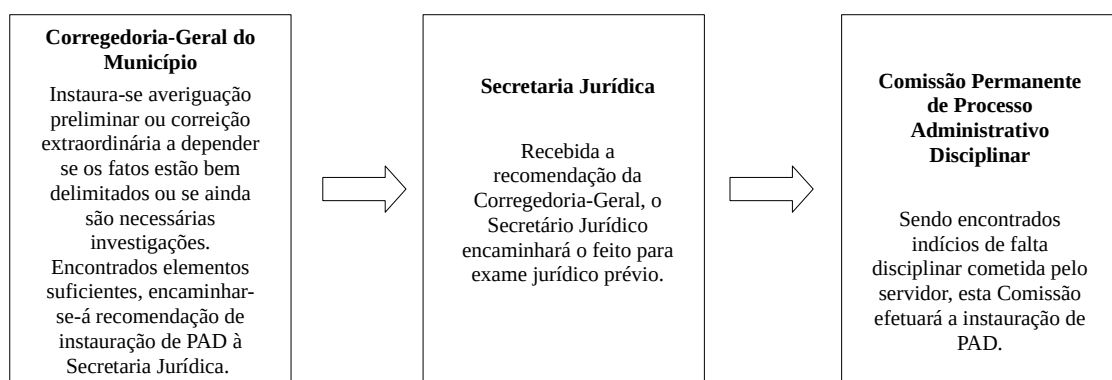 Corregedoria-Geral do
Município
Instaura-se averiguação
preliminar ou correição
extraordinária a depender
se os fatos estão bem
delimitados ou se ainda
são necessárias
investigações.
Encontrados elementos
suficientes, encaminhar-
se-á recomendação de
instauração de PAD à
Secretaria Jurídica.
Secretaria Jurídica
Recebida a
recomendação da
Corregedoria-Geral, o
Secretário Jurídico
encaminhará o feito para
exame jurídico prévio.
Comissão Permanente
de Processo
Administrativo
Disciplinar
Sendo encontrados
indícios de falta
disciplinar cometida pelo
servidor, esta Comissão
efetuará a instauração de
PAD.